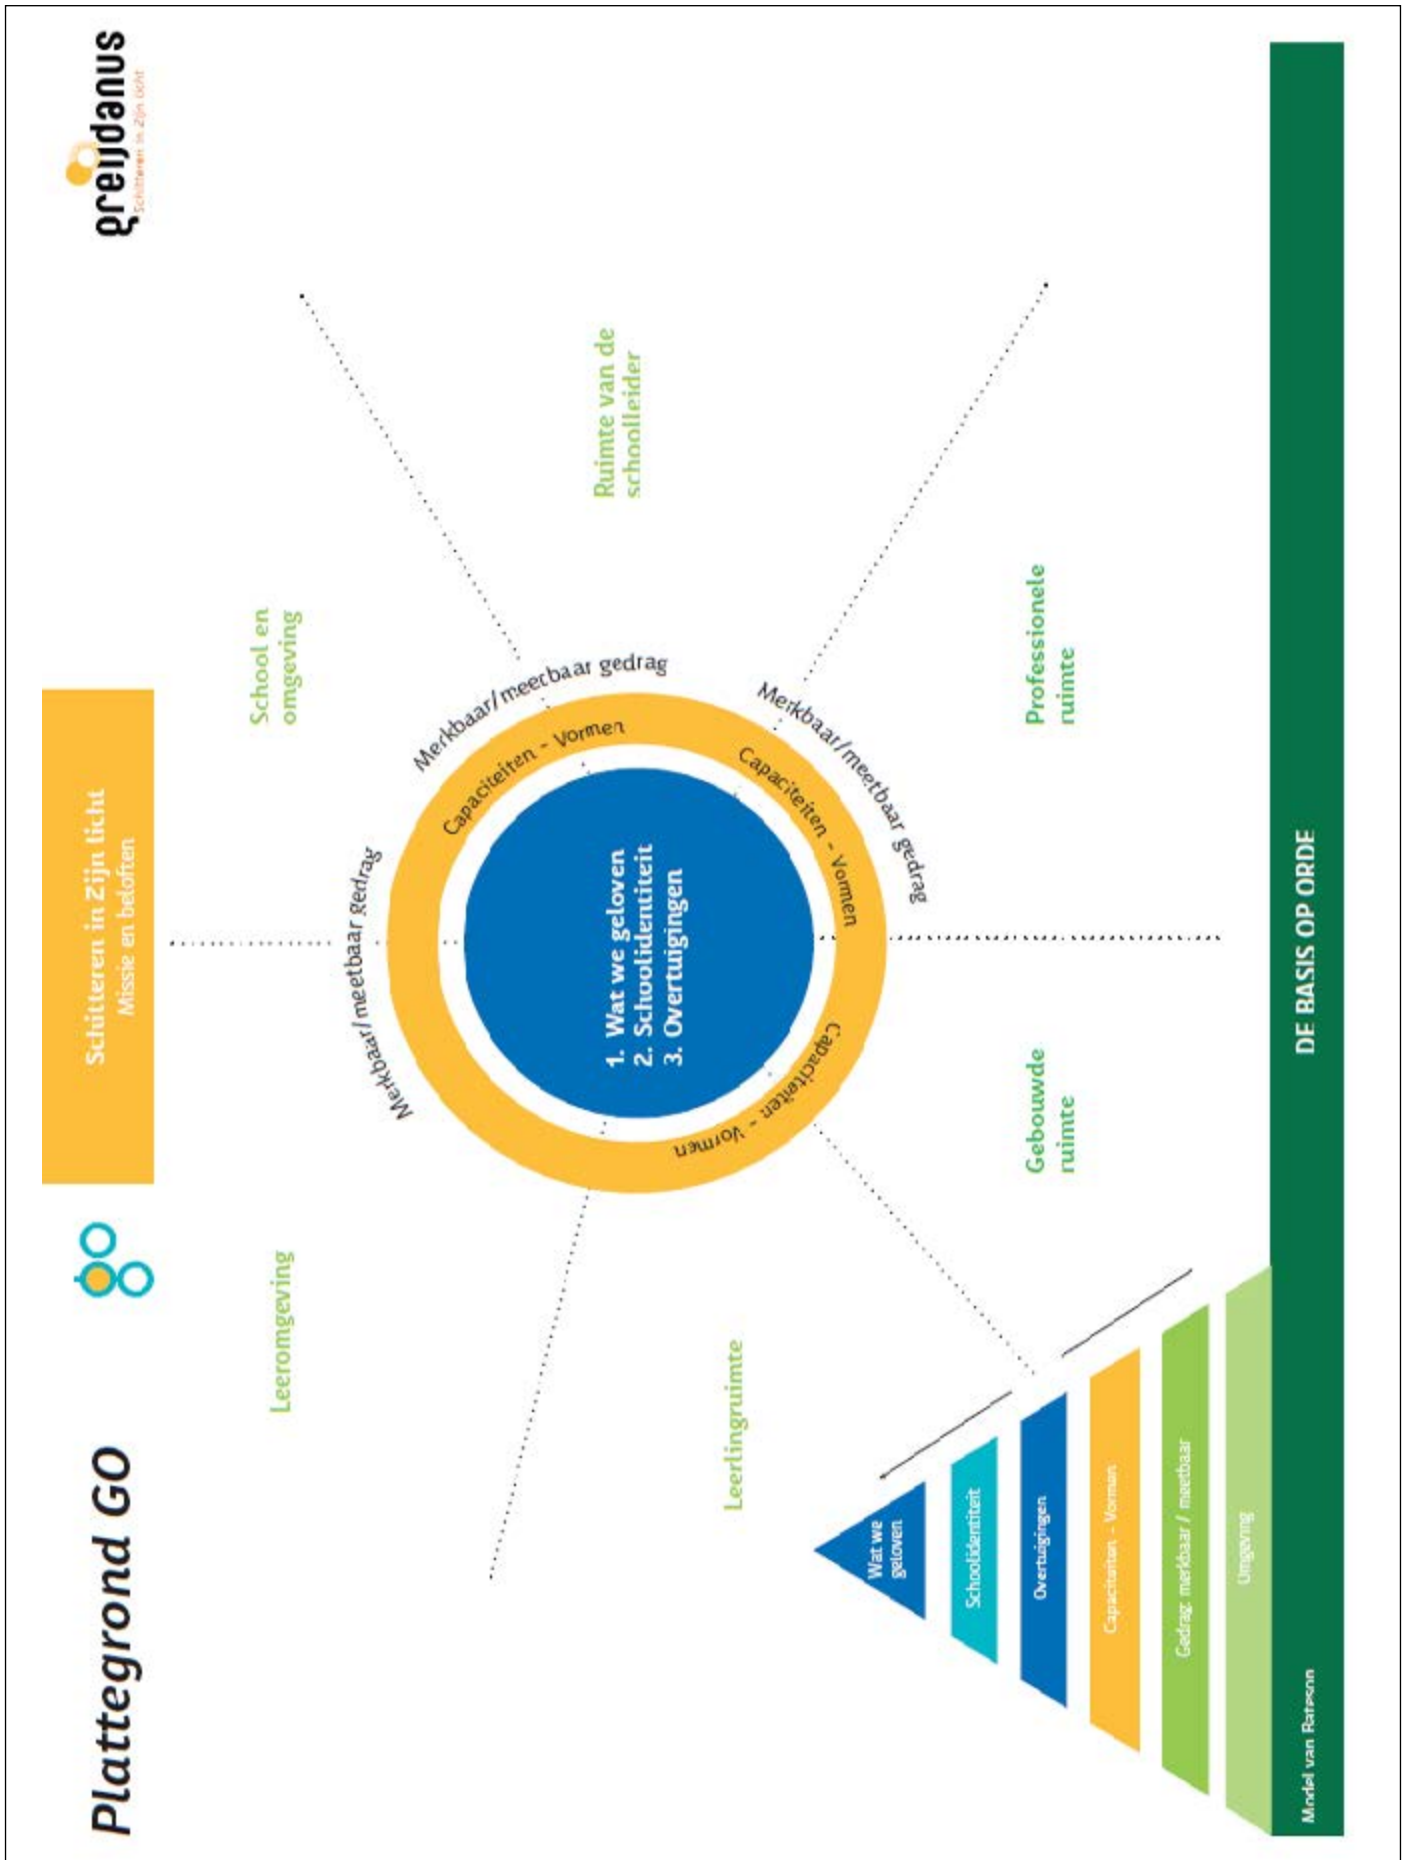 Plattegrond GO
Schitteren in Zijn licht
Missie en beloften
greijdanus
Schitteren in Zijn licht
Leeromgeving
School en
omgeving
Ruimte van de
schoolleider
Merkbaar/meetbaar gedrag
Merkbaar/meetbaar gedrag
Capaciteiten - Vormen
1. Wat we geloven
2. Schoolidentiteit
3. Overtuigingen
Capaciteiten - Vormen
Capaciteiten - Vormen
Merkbaar/meetbaar gedrag
Leerlingruimte
Gebouwde
ruimte
Professionele
ruimte
Wat we
geloven
Schoolidentiteit
Overtuigingen
Capaciteiten - Vormen
Gedrag: merkbaar / meetbaar
Umgeving
Model van Bateson
DE BASIS OP ORDE